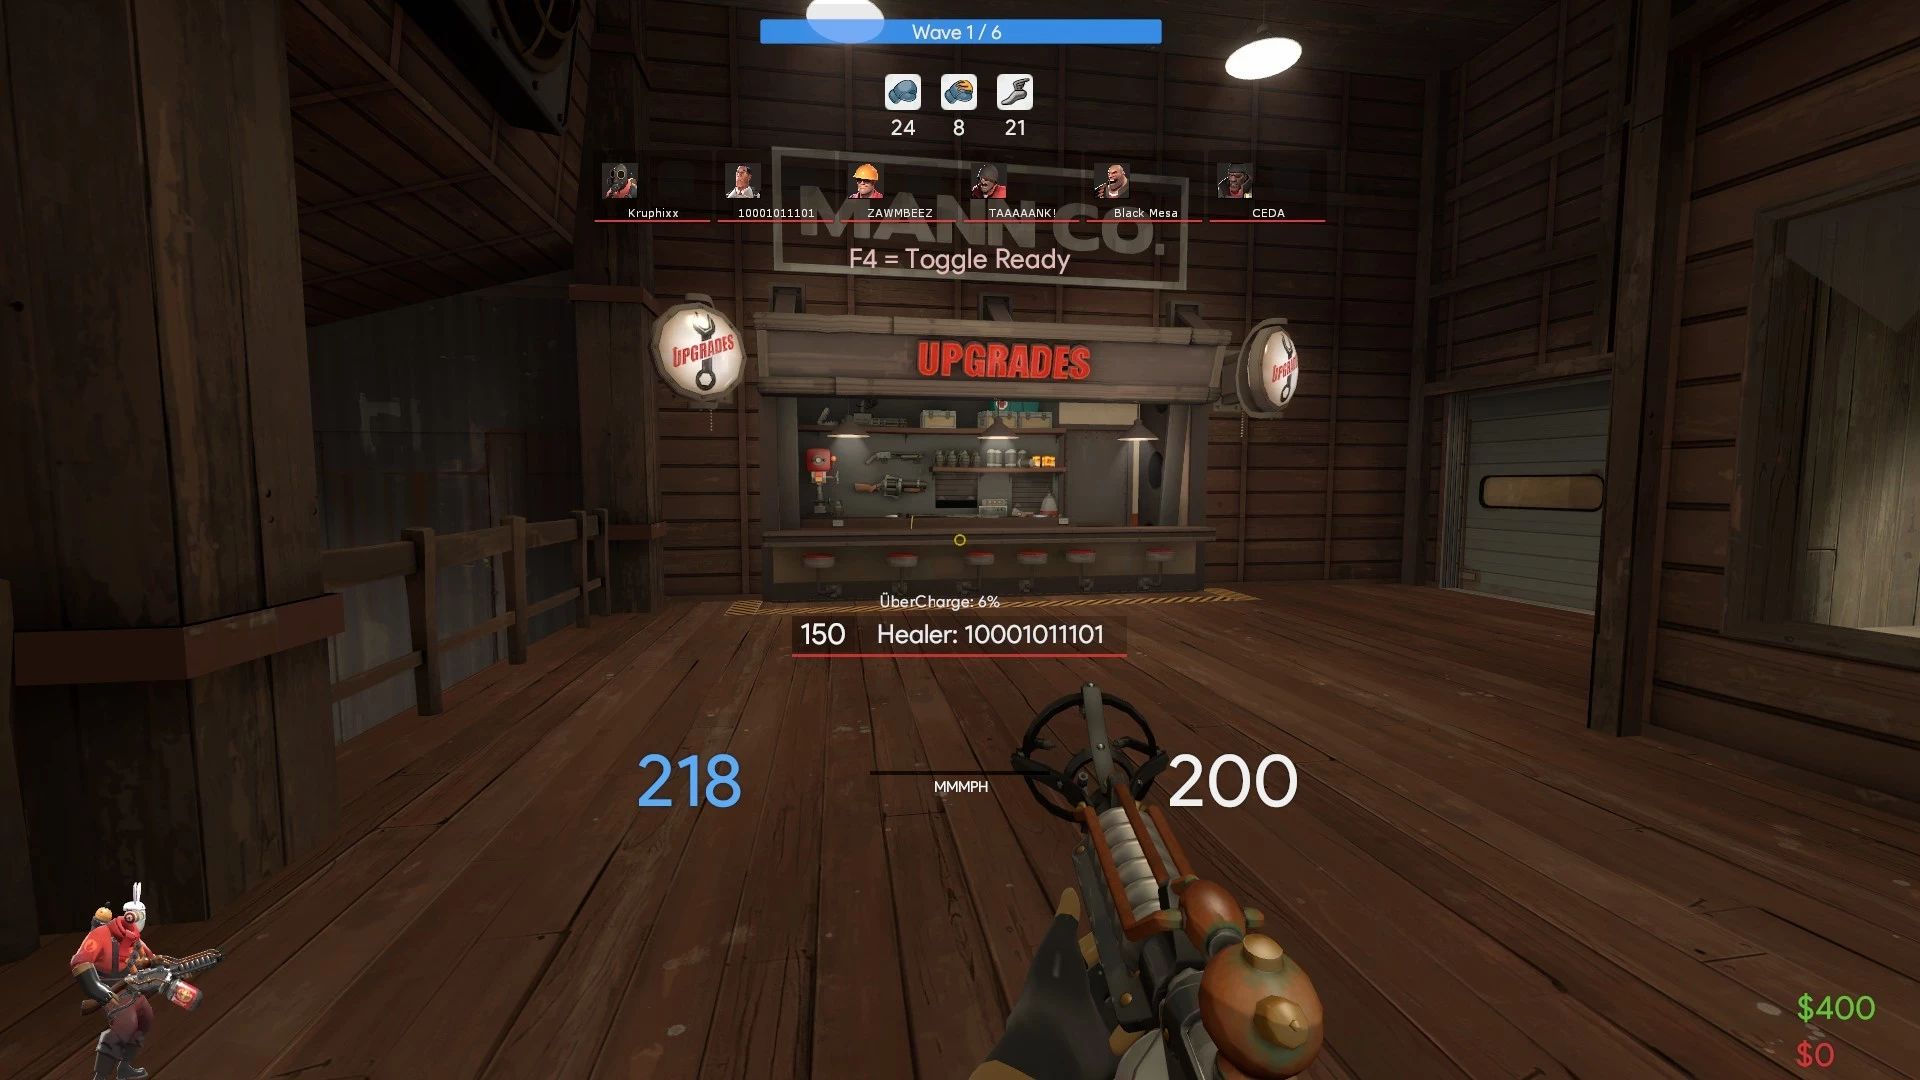 Wave 1 / 6
24 8 21
Kruphixx 10001011101 ZAWMBEEZ TAAAAANK! Black Mesa CEDA
MANN CO.
F4 = Toggle Ready
UPGRADES
UPGRADES
UPGRADES
ÜberCharge: 6%
150 Healer: 10001011101
218
MMMPH
200
$400
$0